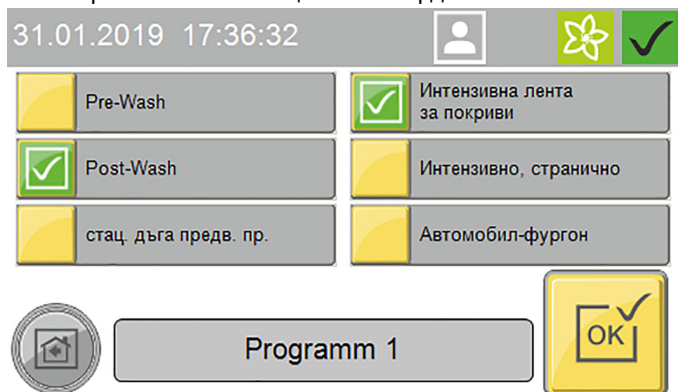 31.01.2019 17:36:32
Pre-Wash
Интензивна лента
за покриви
Post-Wash
Интензивно, странично
стац. дъга предв. пр.
Автомобил-фургон
Programm 1
OK